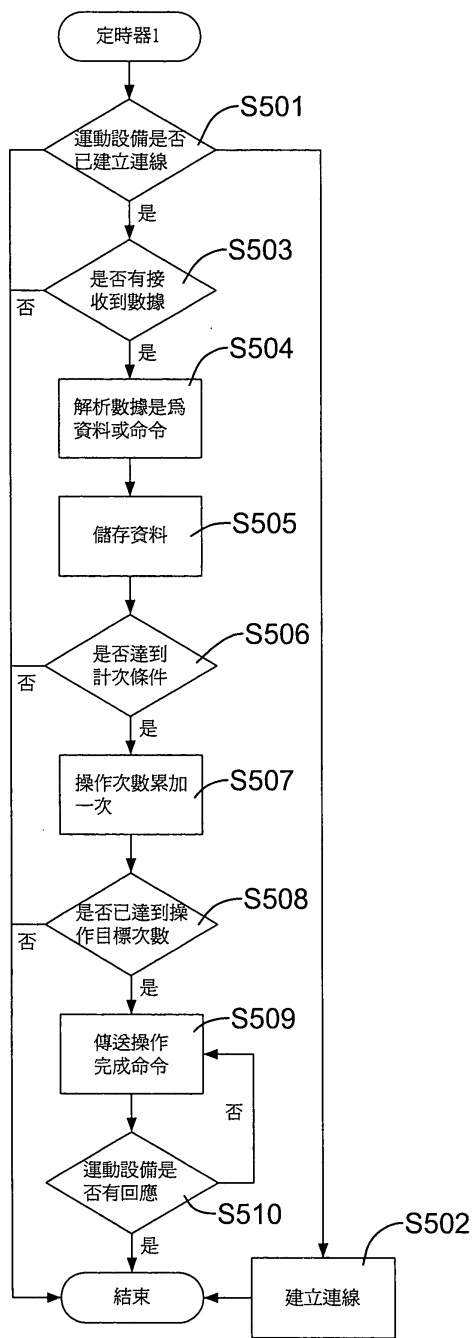 定時器1
S501
運動設備是否
已建立連線
是
S503
是否有接
收到數據
否
是
S504
解析數據是為
資料或命令
S505
儲存資料
S506
是否達到
計次條件
否
是
S507
操作次數累加
一次
S508
是否已達到操
作目標次數
否
是
S509
傳送操作
完成命令
否
運動設備是
否有回應
S510
是
S502
結束
建立連線